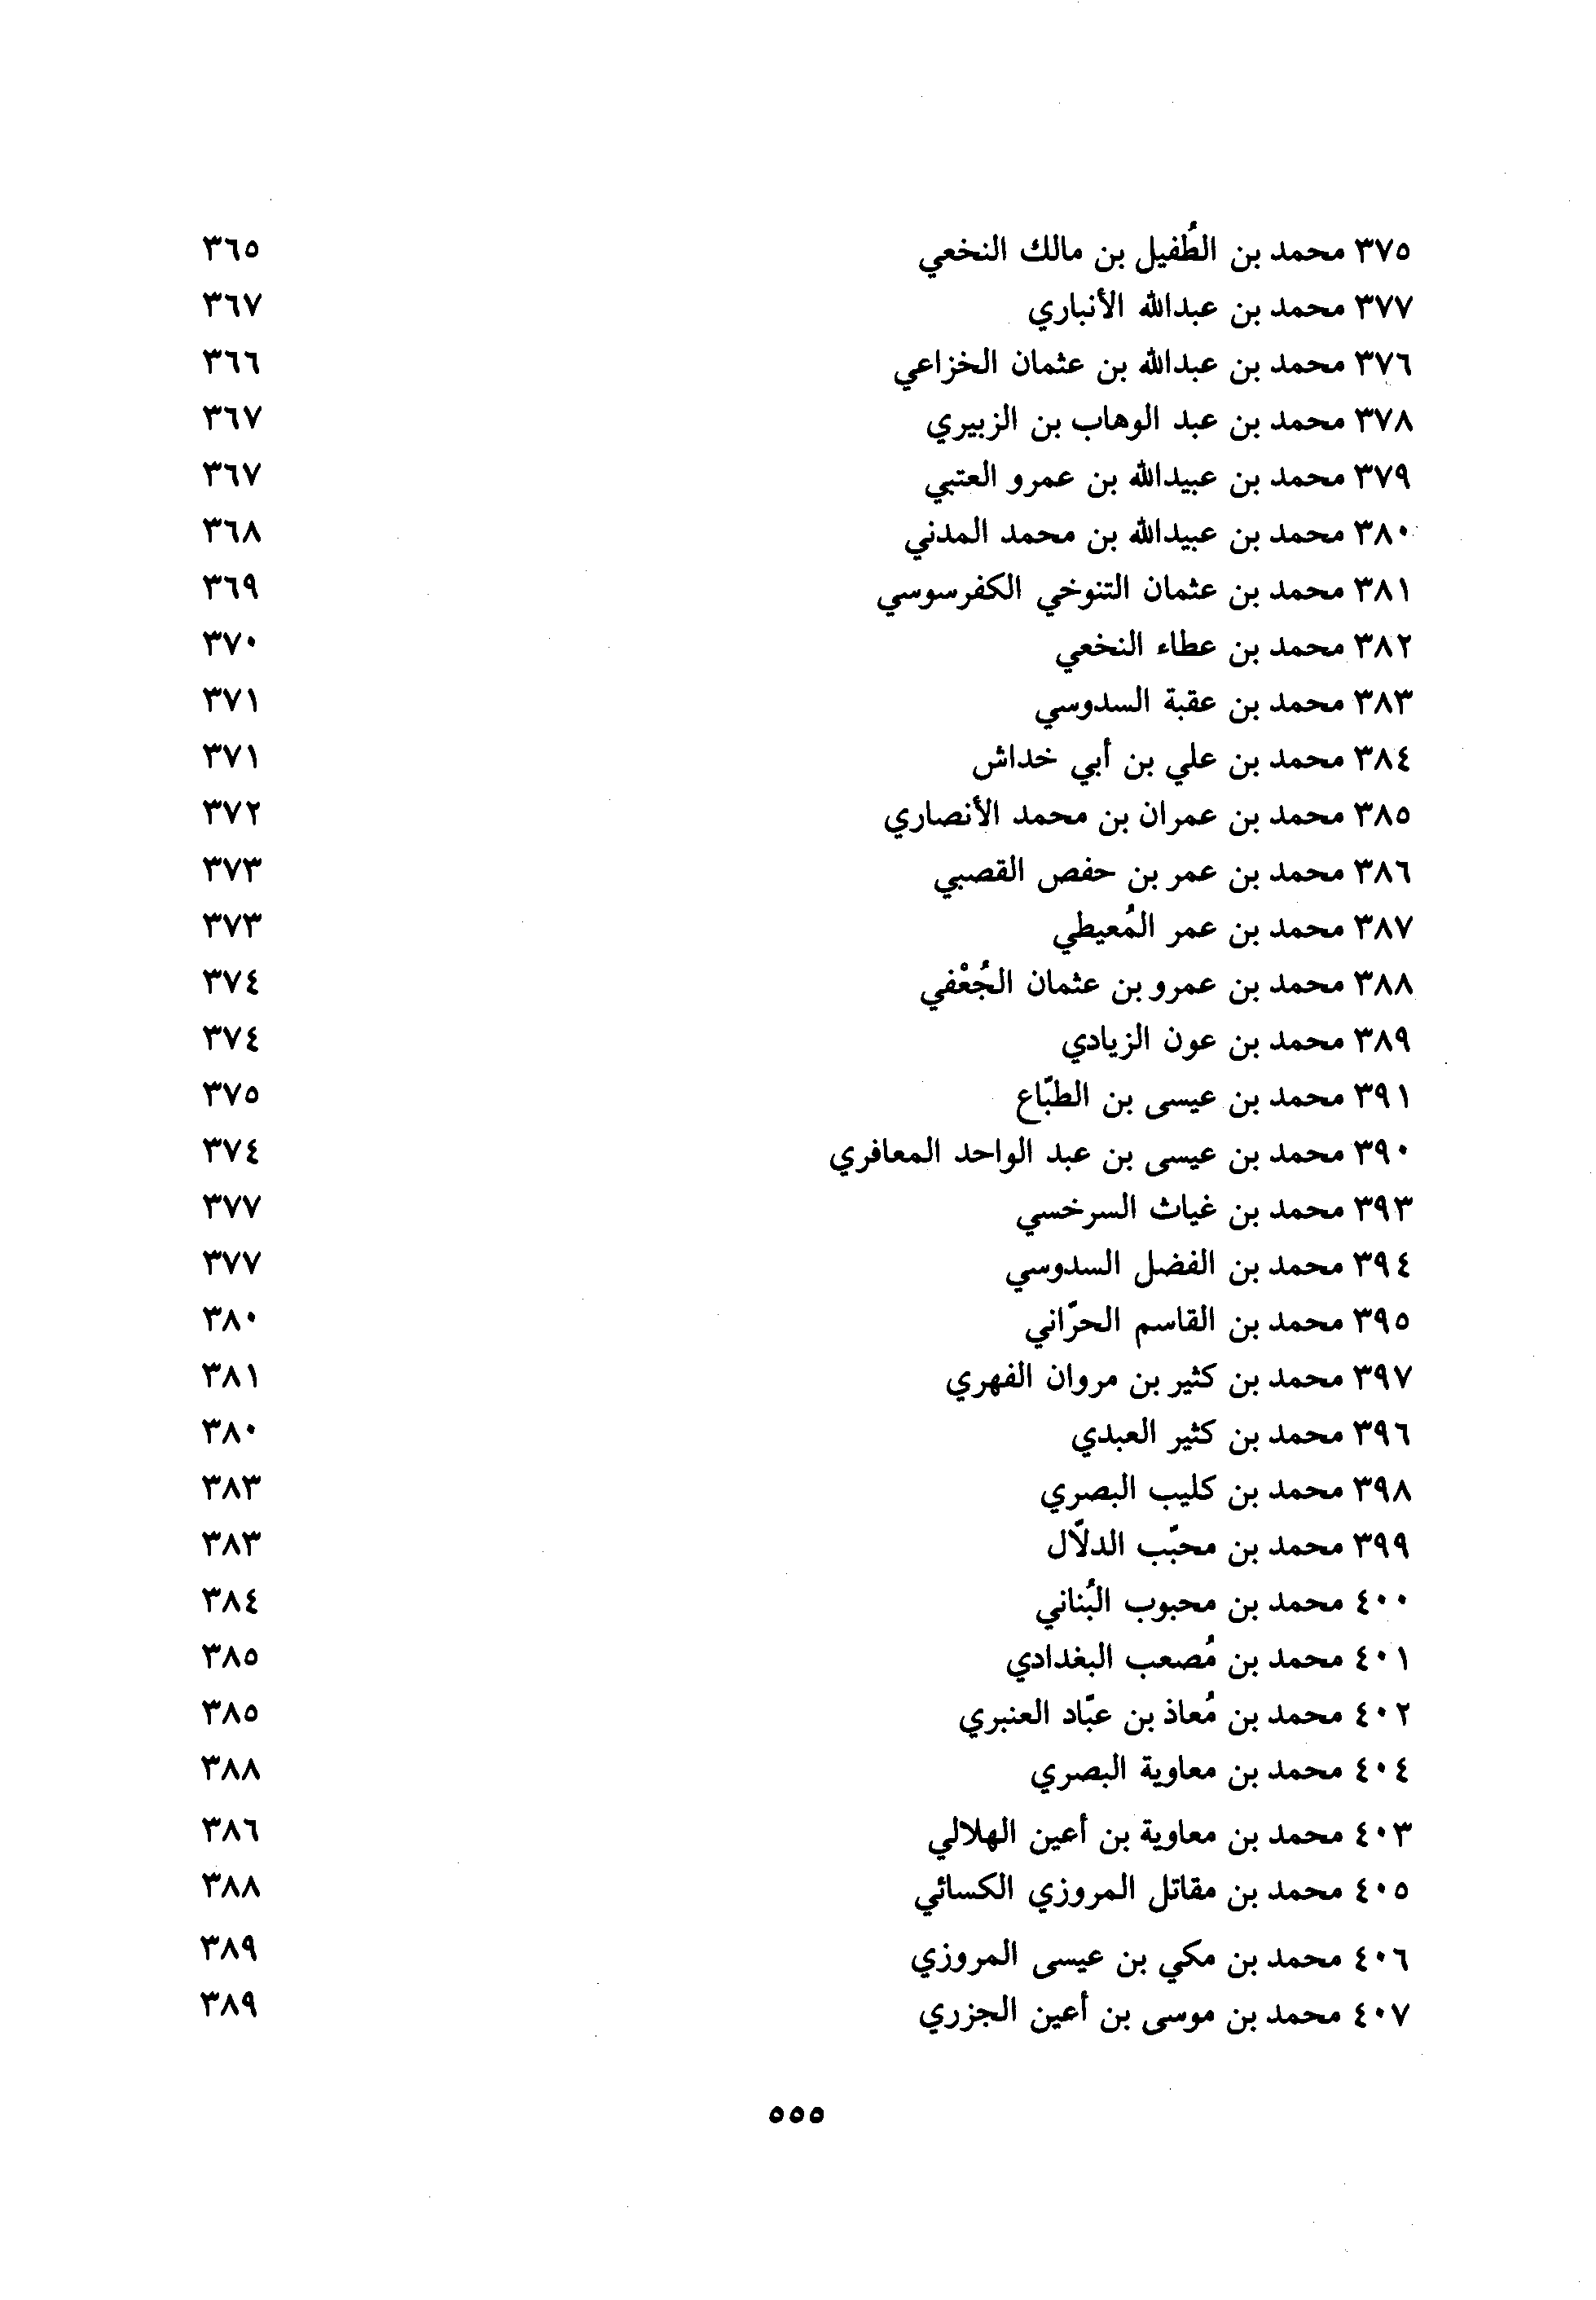 ٣٧٥ محمد بن الطُفيل بن مالك النخعي ٣٦٥
٣٧٧ محمد بن عبدالله الأنباري ٣٦٧
٣٧٦ محمد بن عبدالله بن عثمان الخزاعي ٣٦٦
٣٧٨ محمد بن عبد الوهاب بن الزبيري ٣٦٧
٣٧٩ محمد بن عبيدالله بن عمرو العتبي ٣٦٧
٣٨٠ محمد بن عبيدالله بن محمد المدني ٣٦٨
٣٨١ محمد بن عثمان التنوخي الكفرسوسي ٣٦٩
٣٨٢ محمد بن عطاء النخعي ٣٧٠
٣٨٣ محمد بن عقبة السدوسي ٣٧١
٣٨٤ محمد بن علي بن أبي خداش ٣٧١
٣٨٥ محمد بن عمران بن محمد الأنصاري ٣٧٢
٣٨٦ محمد بن عمر بن حفص القصبي ٣٧٣
٣٨٧ محمد بن عمر المُعيطي ٣٧٣
٣٨٨ محمد بن عمرو بن عثمان الجُعْفي ٣٧٤
٣٨٩ محمد بن عون الزيادي ٣٧٤
٣٩١ محمد بن عيسى بن الطبّاع ٣٧٥
٣٩٠ محمد بن عيسى بن عبد الواحد المعافري ٣٧٤
٣٩٣ محمد بن غياث السرخسي ٣٧٧
٣٩٤ محمد بن الفضل السدوسي ٣٧٧
٣٩٥ محمد بن القاسم الحرّاني ٣٨٠
٣٩٧ محمد بن كثير بن مروان الفهري ٣٨١
٣٩٦ محمد بن كثير العبدي ٣٨٠
٣٩٨ محمد بن كليب البصري ٣٨٣
٣٩٩ محمد بن محبّب الدلاّل ٣٨٣
٤٠٠ محمد بن محبوب البُناني ٣٨٤
٤٠١ محمد بن مُصعب البغدادي ٣٨٥
٤٠٢ محمد بن مُعاذ بن عبّاد العنبري ٣٨٥
٤٠٤ محمد بن معاوية البصري ٣٨٨
٤٠٣ محمد بن معاوية بن أعين الهلالي ٣٨٦
٤٠٥ محمد بن مقاتل المروزي الكسائي ٣٨٨
٤٠٦ محمد بن مكي بن عيسى المروزي ٣٨٩
٤٠٧ محمد بن موسى بن أعين الجزري ٣٨٩
٥٥٥